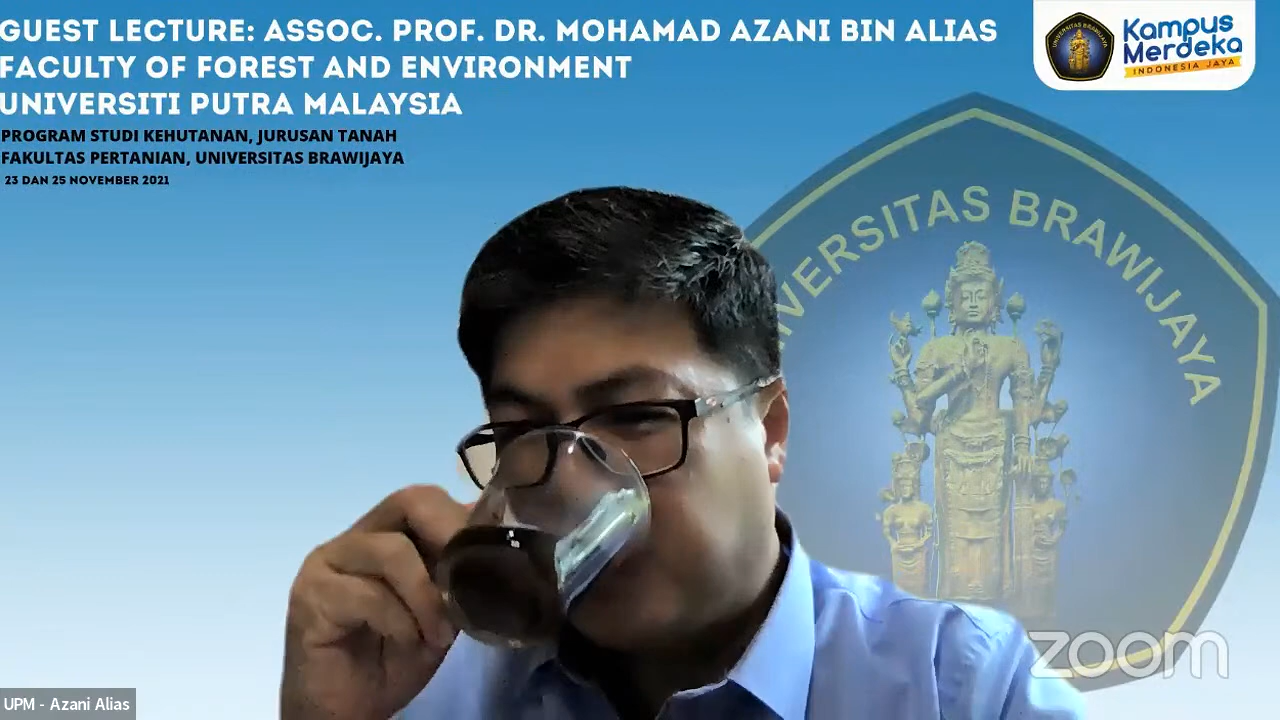 GUEST LECTURE: ASSOC. PROF. DR. MOHAMAD AZANI BIN ALIAS
FACULTY OF FOREST AND ENVIRONMENT
UNIVERSITI PUTRA MALAYSIA
PROGRAM STUDI KEHUTANAN, JURUSAN TANAH
FAKULTAS PERTANIAN, UNIVERSITAS BRAWIJAYA
23 DAN 25 NOVEMBER 2021
UNIVERSITAS BRAWIJAYA
Kampus
Merdeka
INDONESIA JAYA
IVERSITAS BRAWIJAYA
zoom
UPM - Azani Alias